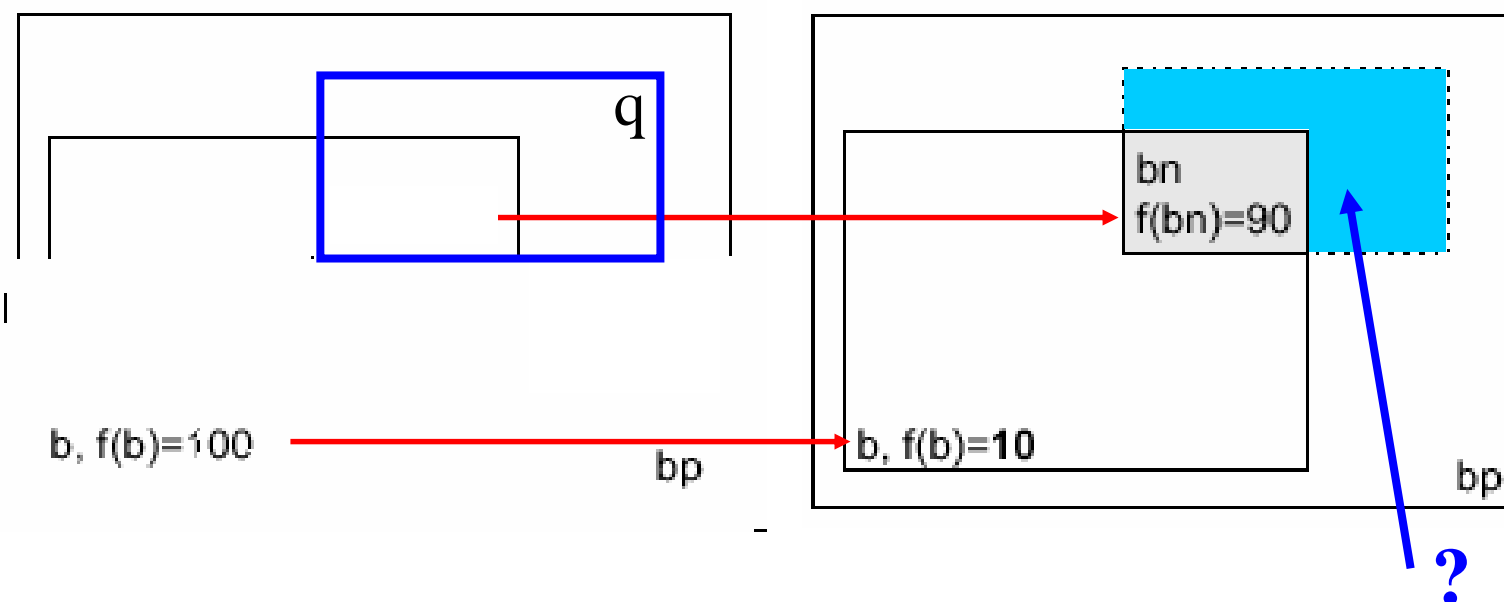 q
bn
f(bn)=90
b, f(b)=100
bp
b, f(b)=10
bp
?